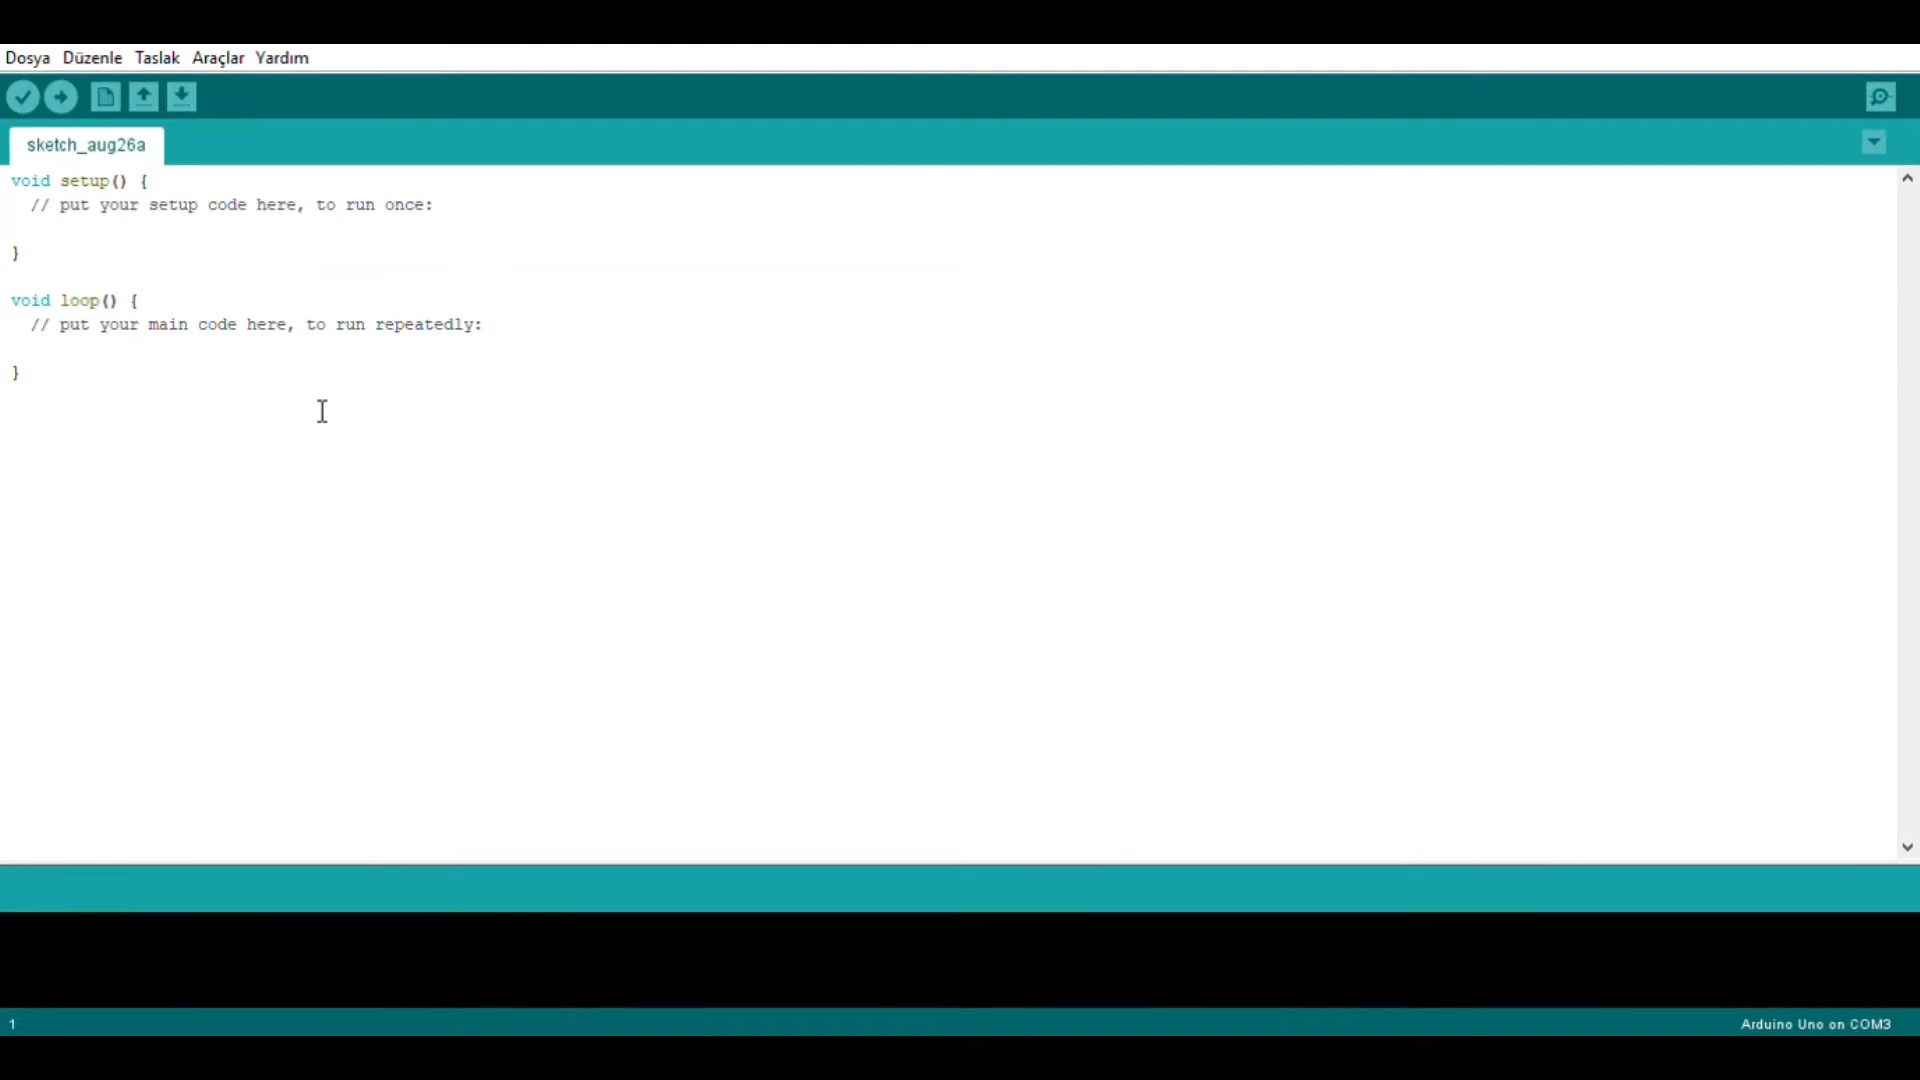 Dosya Düzenle Taslak Araçlar Yardım
sketch_aug26a
void setup() {
  // put your setup code here, to run once:
}
void loop() {
  // put your main code here, to run repeatedly:
}
1
Arduino Uno on COM3